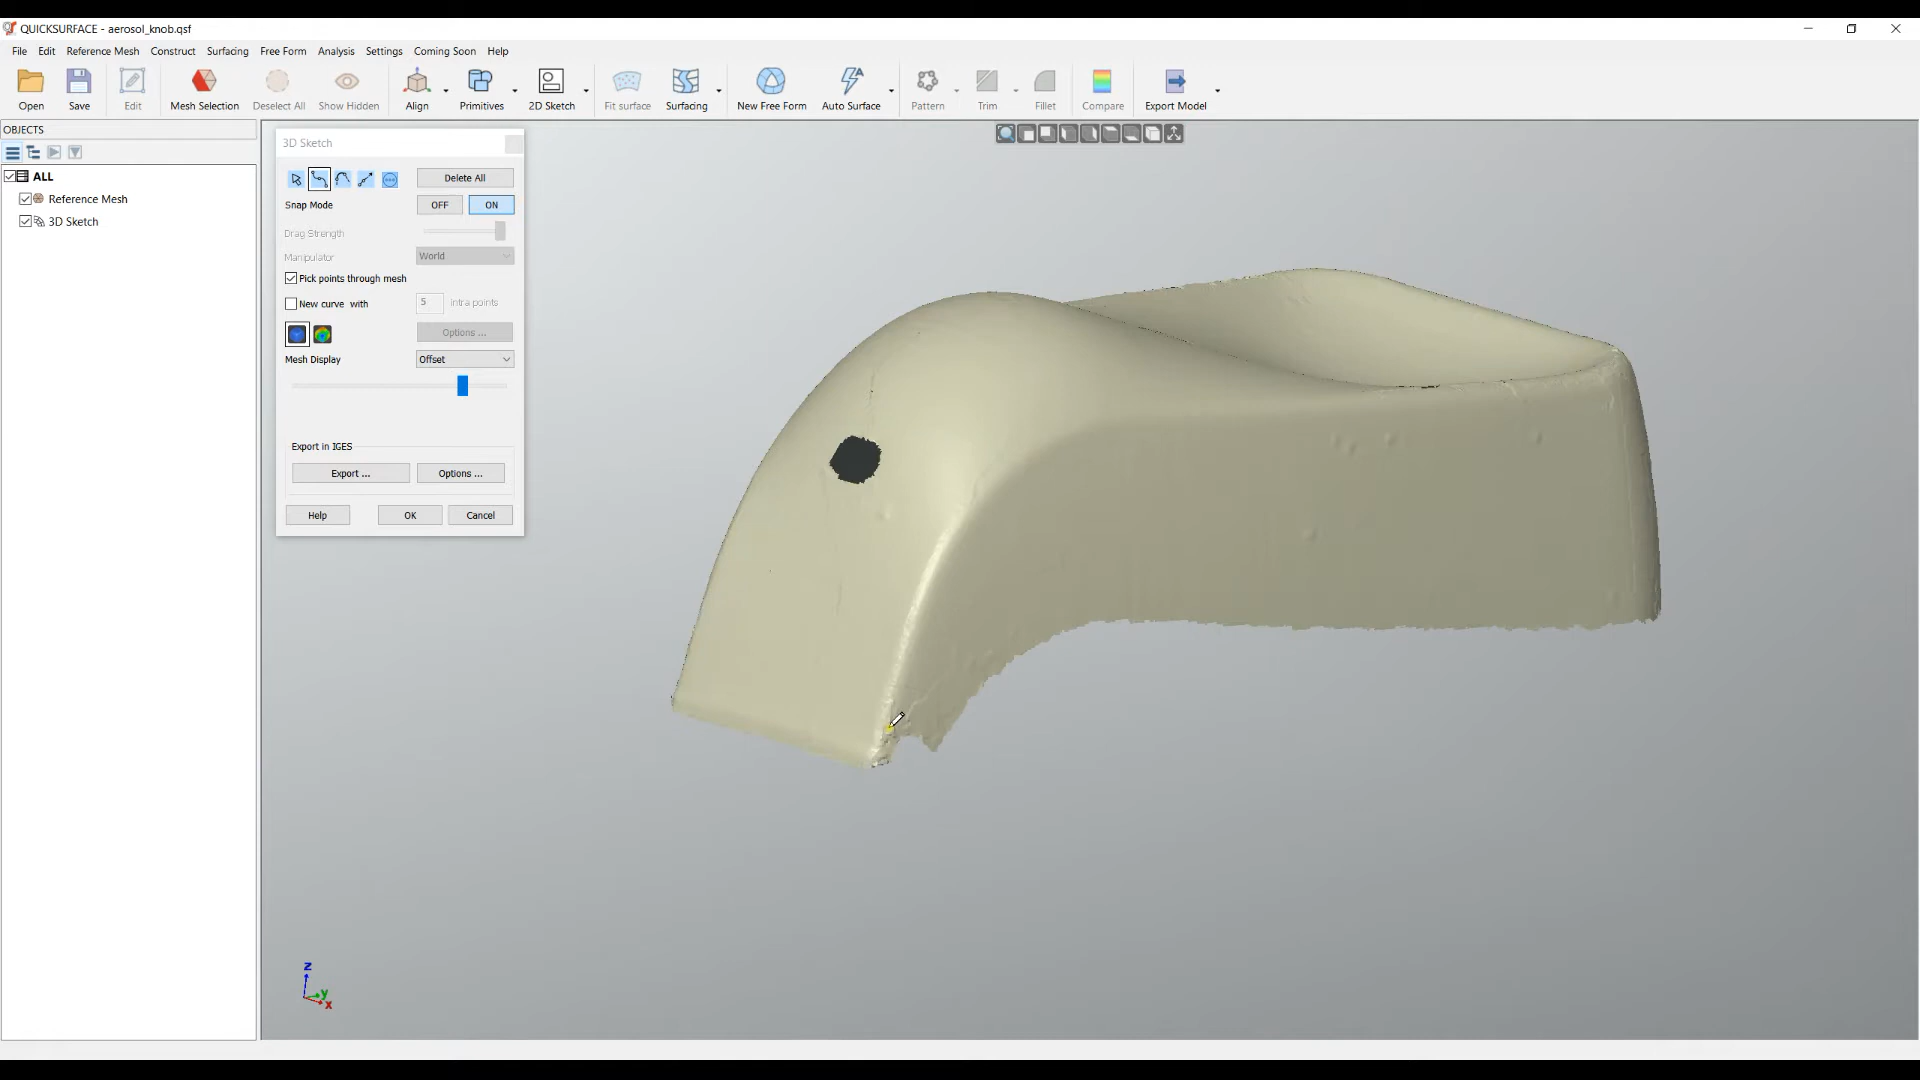 QUICKSURFACE - aerosol_knob.qsf
File Edit Reference Mesh Construct Surfacing Free Form Analysis Settings Coming Soon Help
Open Save Edit Mesh Selection Deselect All Show Hidden Align Primitives 2D Sketch Fit surface Surfacing New Free Form Auto Surface Pattern Trim Fillet Compare Export Model
OBJECTS
ALL
Reference Mesh
3D Sketch
3D Sketch
Delete All
Snap Mode OFF ON
Drag Strength
Manipulator World
Pick points through mesh
New curve with 5 intra points
Options ...
Mesh Display Offset
Export in IGES
Export ... Options ...
Help OK Cancel
z
y
x